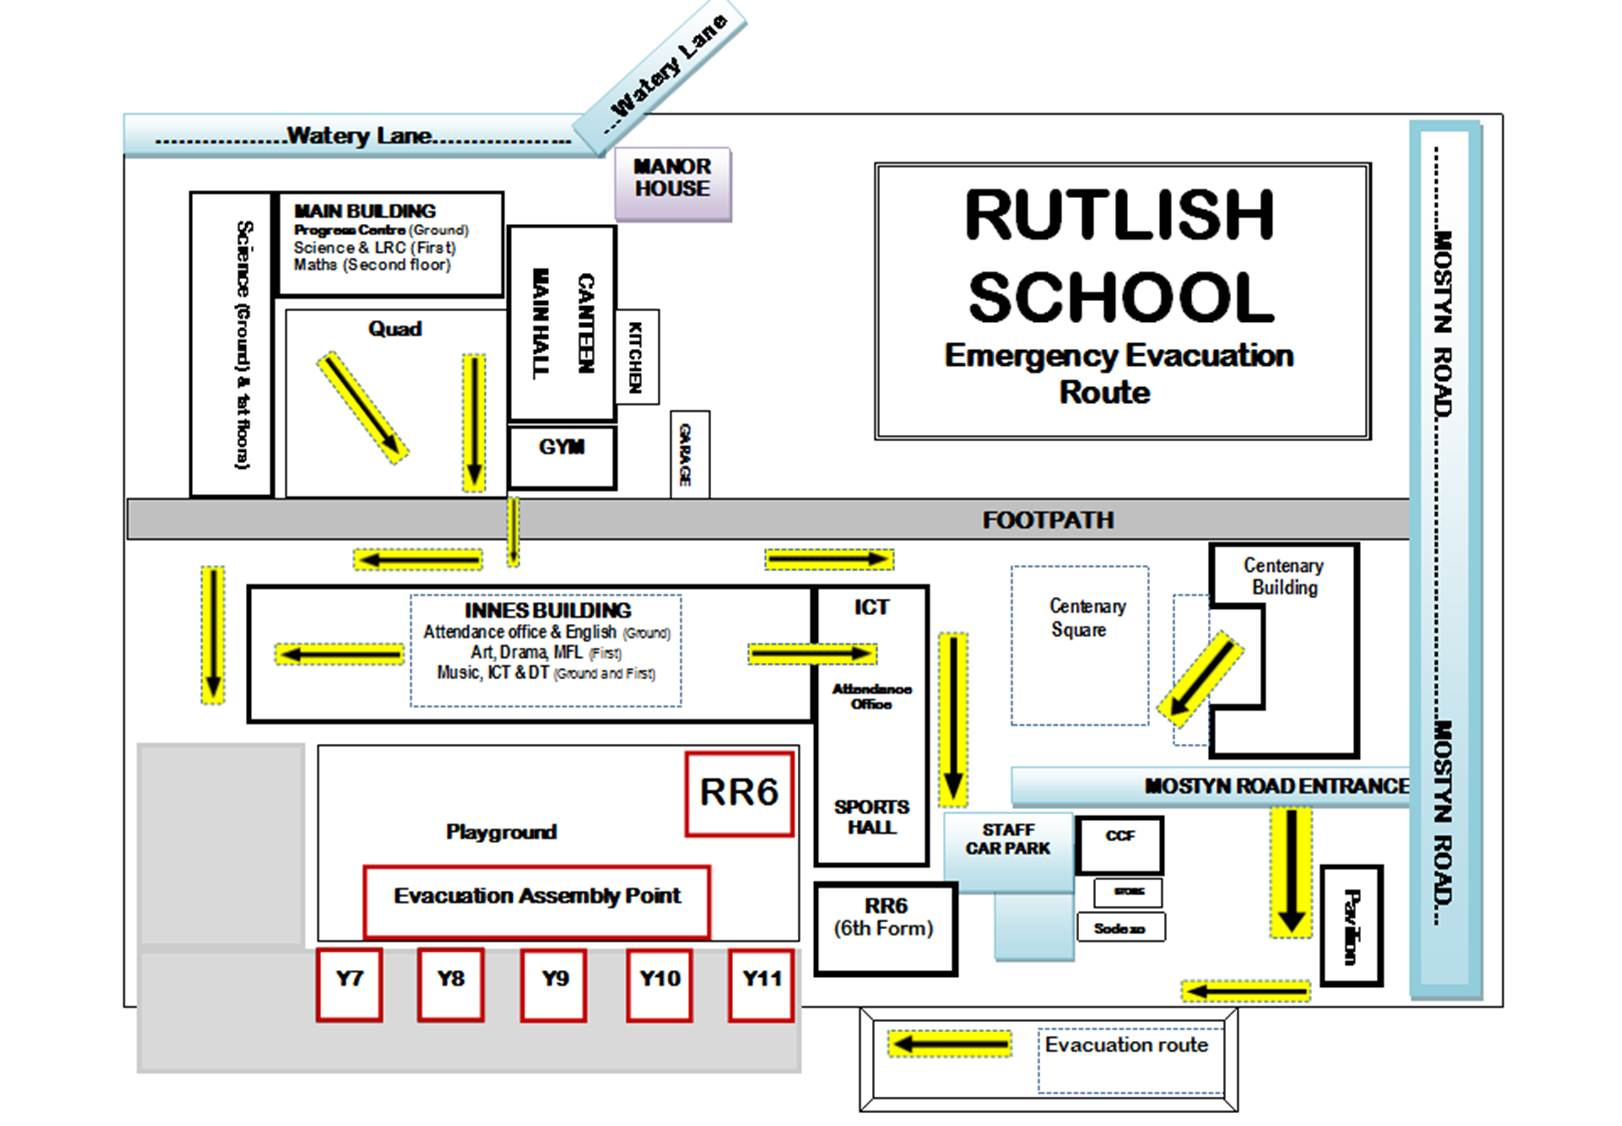 ...Watery Lane
.................Watery Lane..................
MANOR
HOUSE
RUTLISH
SCHOOL
Emergency Evacuation
Route
MAIN BUILDING
Progress Centre (Ground)
Science & LRC (First)
Maths (Second floor)
Science (Ground) & 1st floors)
Quad
MAIN HALL
CANTEEN
KITCHEN
GYM
GARAGE
FOOTPATH
.........MOSTYN ROAD..............................MOSTYN ROAD...
INNES BUILDING
Attendance office & English (Ground)
Art, Drama, MFL (First)
Music, ICT & DT (Ground and First)
ICT
Attendance
Office
SPORTS
HALL
Centenary
Square
Centenary
Building
MOSTYN ROAD ENTRANCE
RR6
Playground
Evacuation Assembly Point
STAFF
CAR PARK
CCF
STORE
Sodexo
RR6
(6th Form)
Pavilion
Y7
Y8
Y9
Y10
Y11
Evacuation route